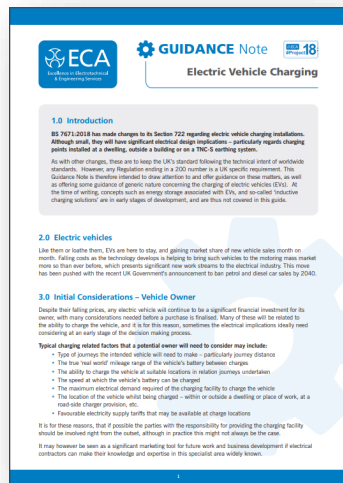 ECA
Excellence in Electrotechnical
& Engineering Services
GUIDANCE Note
ECA
#Project 18
Electric Vehicle Charging
1.0 Introduction
BS 7671:2018 has made changes to its Section 722 regarding electric vehicle charging installations.
Although small, they will have significant electrical design implications – particularly regards charging
points installed at a dwelling, outside a building or on a TNC-S earthing system.
As with other changes, these are to keep the UK's standard following the technical intent of worldwide
standards. However, any Regulation ending in a 200 number is a UK specific requirement. This
Guidance Note is therefore intended to draw attention to and offer guidance on these matters, as well
as offering some guidance of generic nature concerning the charging of electric vehicles (EVs). At
the time of writing, concepts such as energy storage associated with EVs, and so-called 'inductive
charging solutions' are in early stages of development, and are thus not covered in this guide.
2.0 Electric vehicles
Like them or loathe them, EVs are here to stay, and gaining market share of new vehicle sales month on
month. Falling costs as the technology develops is helping to bring such vehicles to the motoring mass market
more so than ever before, which presents significant new work streams to the electrical industry. This move
has been pushed with the recent UK Government's announcement to ban petrol and diesel car sales by 2040.
3.0 Initial Considerations – Vehicle Owner
Despite their falling prices, any electric vehicle will continue to be a significant financial investment for its
owner, with many considerations needed before a purchase is finalised. Many of these will be related to
the ability to charge the vehicle, and it is for this reason, sometimes the electrical implications ideally need
considering at an early stage of the decision making process.
Typical charging related factors that a potential owner will need to consider may include:
• Type of journeys the intended vehicle will need to make – particularly journey distance
• The true 'real world' mileage range of the vehicle's battery between charges
• The ability to charge the vehicle at suitable locations in relation journeys undertaken
• The speed at which the vehicle's battery can be charged
• The maximum electrical demand required of the charging facility to charge the vehicle
• The location of the vehicle whilst being charged – within or outside a dwelling or place of work, at a
road-side charger provision, etc.
• Favourable electricity supply tariffs that may be available at charge locations
It is for these reasons, that if possible the parties with the responsibility for providing the charging facility
should be involved right from the outset, although in practice this might not always be the case.
It may however be seen as a significant marketing tool for future work and business development if electrical
contractors can make their knowledge and expertise in this specialist area widely known.
1